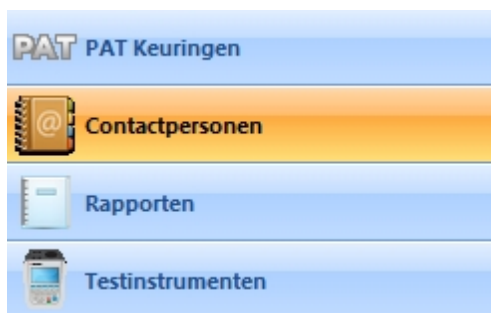 PAT PAT Keuringen
@ Contactpersonen
Rapporten
Testinstrumenten